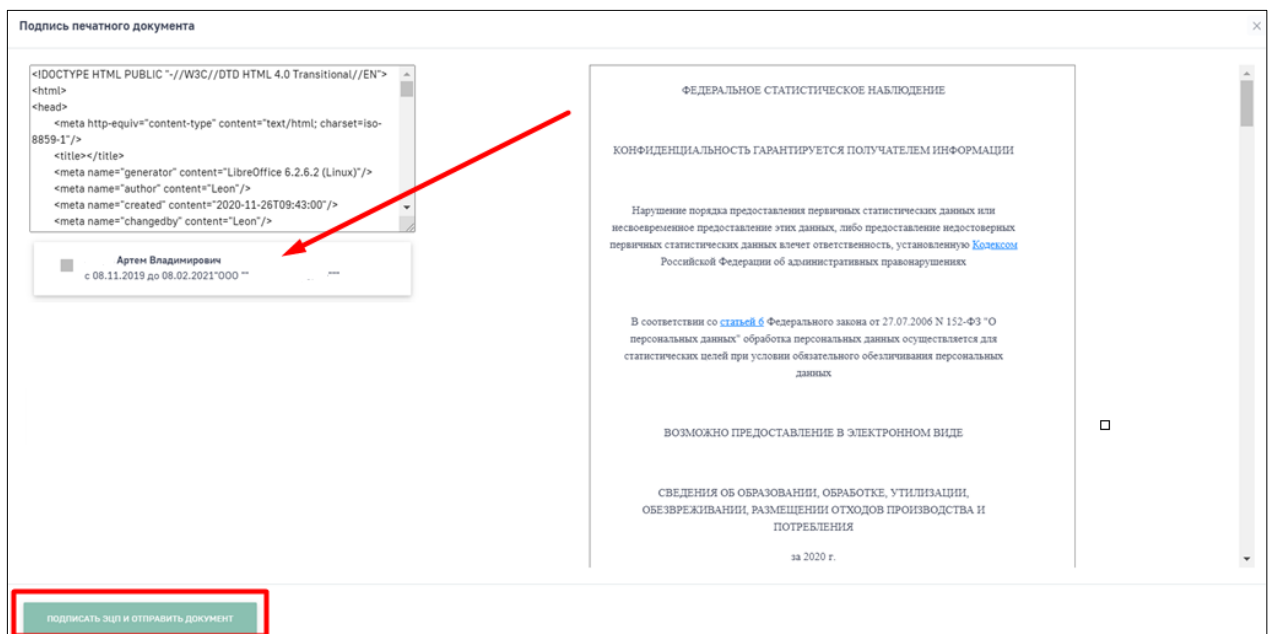 Подпись печатного документа
<!DOCTYPE HTML PUBLIC "-//W3C//DTD HTML 4.0 Transitional//EN">
<html>
<head>
<meta http-equiv="content-type" content="text/html; charset=iso-
8859-1"/>
<title></title>
<meta name="generator" content="LibreOffice 6.2.6.2 (Linux)"/>
<meta name="author" content="Leon"/>
<meta name="created" content="2020-11-26T09:43:00"/>
<meta name="changedby" content="Leon"/>
Артем Владимирович
с 08.11.2019 до 08.02.2021"ООО ""
"""
ПОДПИСАТЬ ЭЦП И ОТПРАВИТЬ ДОКУМЕНТ
ФЕДЕРАЛЬНОЕ СТАТИСТИЧЕСКОЕ НАБЛЮДЕНИЕ
КОНФИДЕНЦИАЛЬНОСТЬ ГАРАНТИРУЕТСЯ ПОЛУЧАТЕЛЕМ ИНФОРМАЦИИ
Нарушение порядка предоставления первичных статистических данных или
несвоевременное предоставление этих данных, либо предоставление недостоверных
первичных статистических данных влечет ответственность, установленную Кодексом
Российской Федерации об административных правонарушениях
В соответствии со статьей 6 Федерального закона от 27.07.2006 N 152-ФЗ "О
персональных данных" обработка персональных данных осуществляется для
статистических целей при условии обязательного обезличивания персональных
данных
ВОЗМОЖНО ПРЕДОСТАВЛЕНИЕ В ЭЛЕКТРОННОМ ВИДЕ
СВЕДЕНИЯ ОБ ОБРАЗОВАНИИ, ОБРАБОТКЕ, УТИЛИЗАЦИИ,
ОБЕЗВРЕЖИВАНИИ, РАЗМЕЩЕНИИ ОТХОДОВ ПРОИЗВОДСТВА И
ПОТРЕБЛЕНИЯ
за 2020 г.